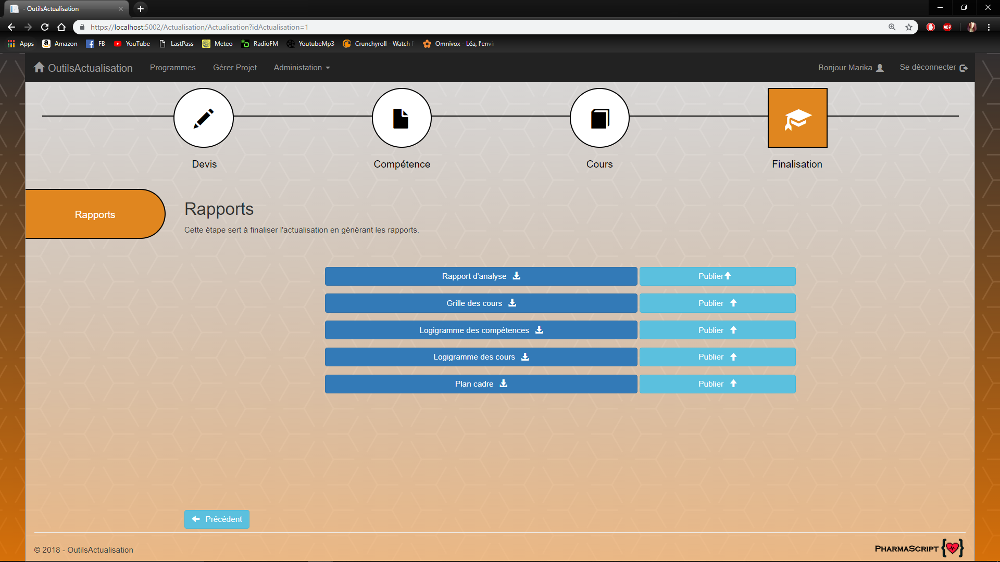 - OutilsActualisation
https://localhost:5002/Actualisation/Actualisation?idActualisation=1
ABP
Apps Amazon FB YouTube LastPass Meteo RadioFM YoutubeMp3 Crunchyroll - Watch Omnivox - Léa, l'envi
OutilsActualisation Programmes Gérer Projet Administation Bonjour Marika Se déconnecter
Devis Compétence Cours Finalisation
Rapports
Rapports
Cette étape sert à finaliser l'actualisation en générant les rapports.
Rapport d'analyse Publier
Grille des cours Publier
Logigramme des compétences Publier
Logigramme des cours Publier
Plan cadre Publier
Précédent
© 2018 - OutilsActualisation
PHARMASCRIPT